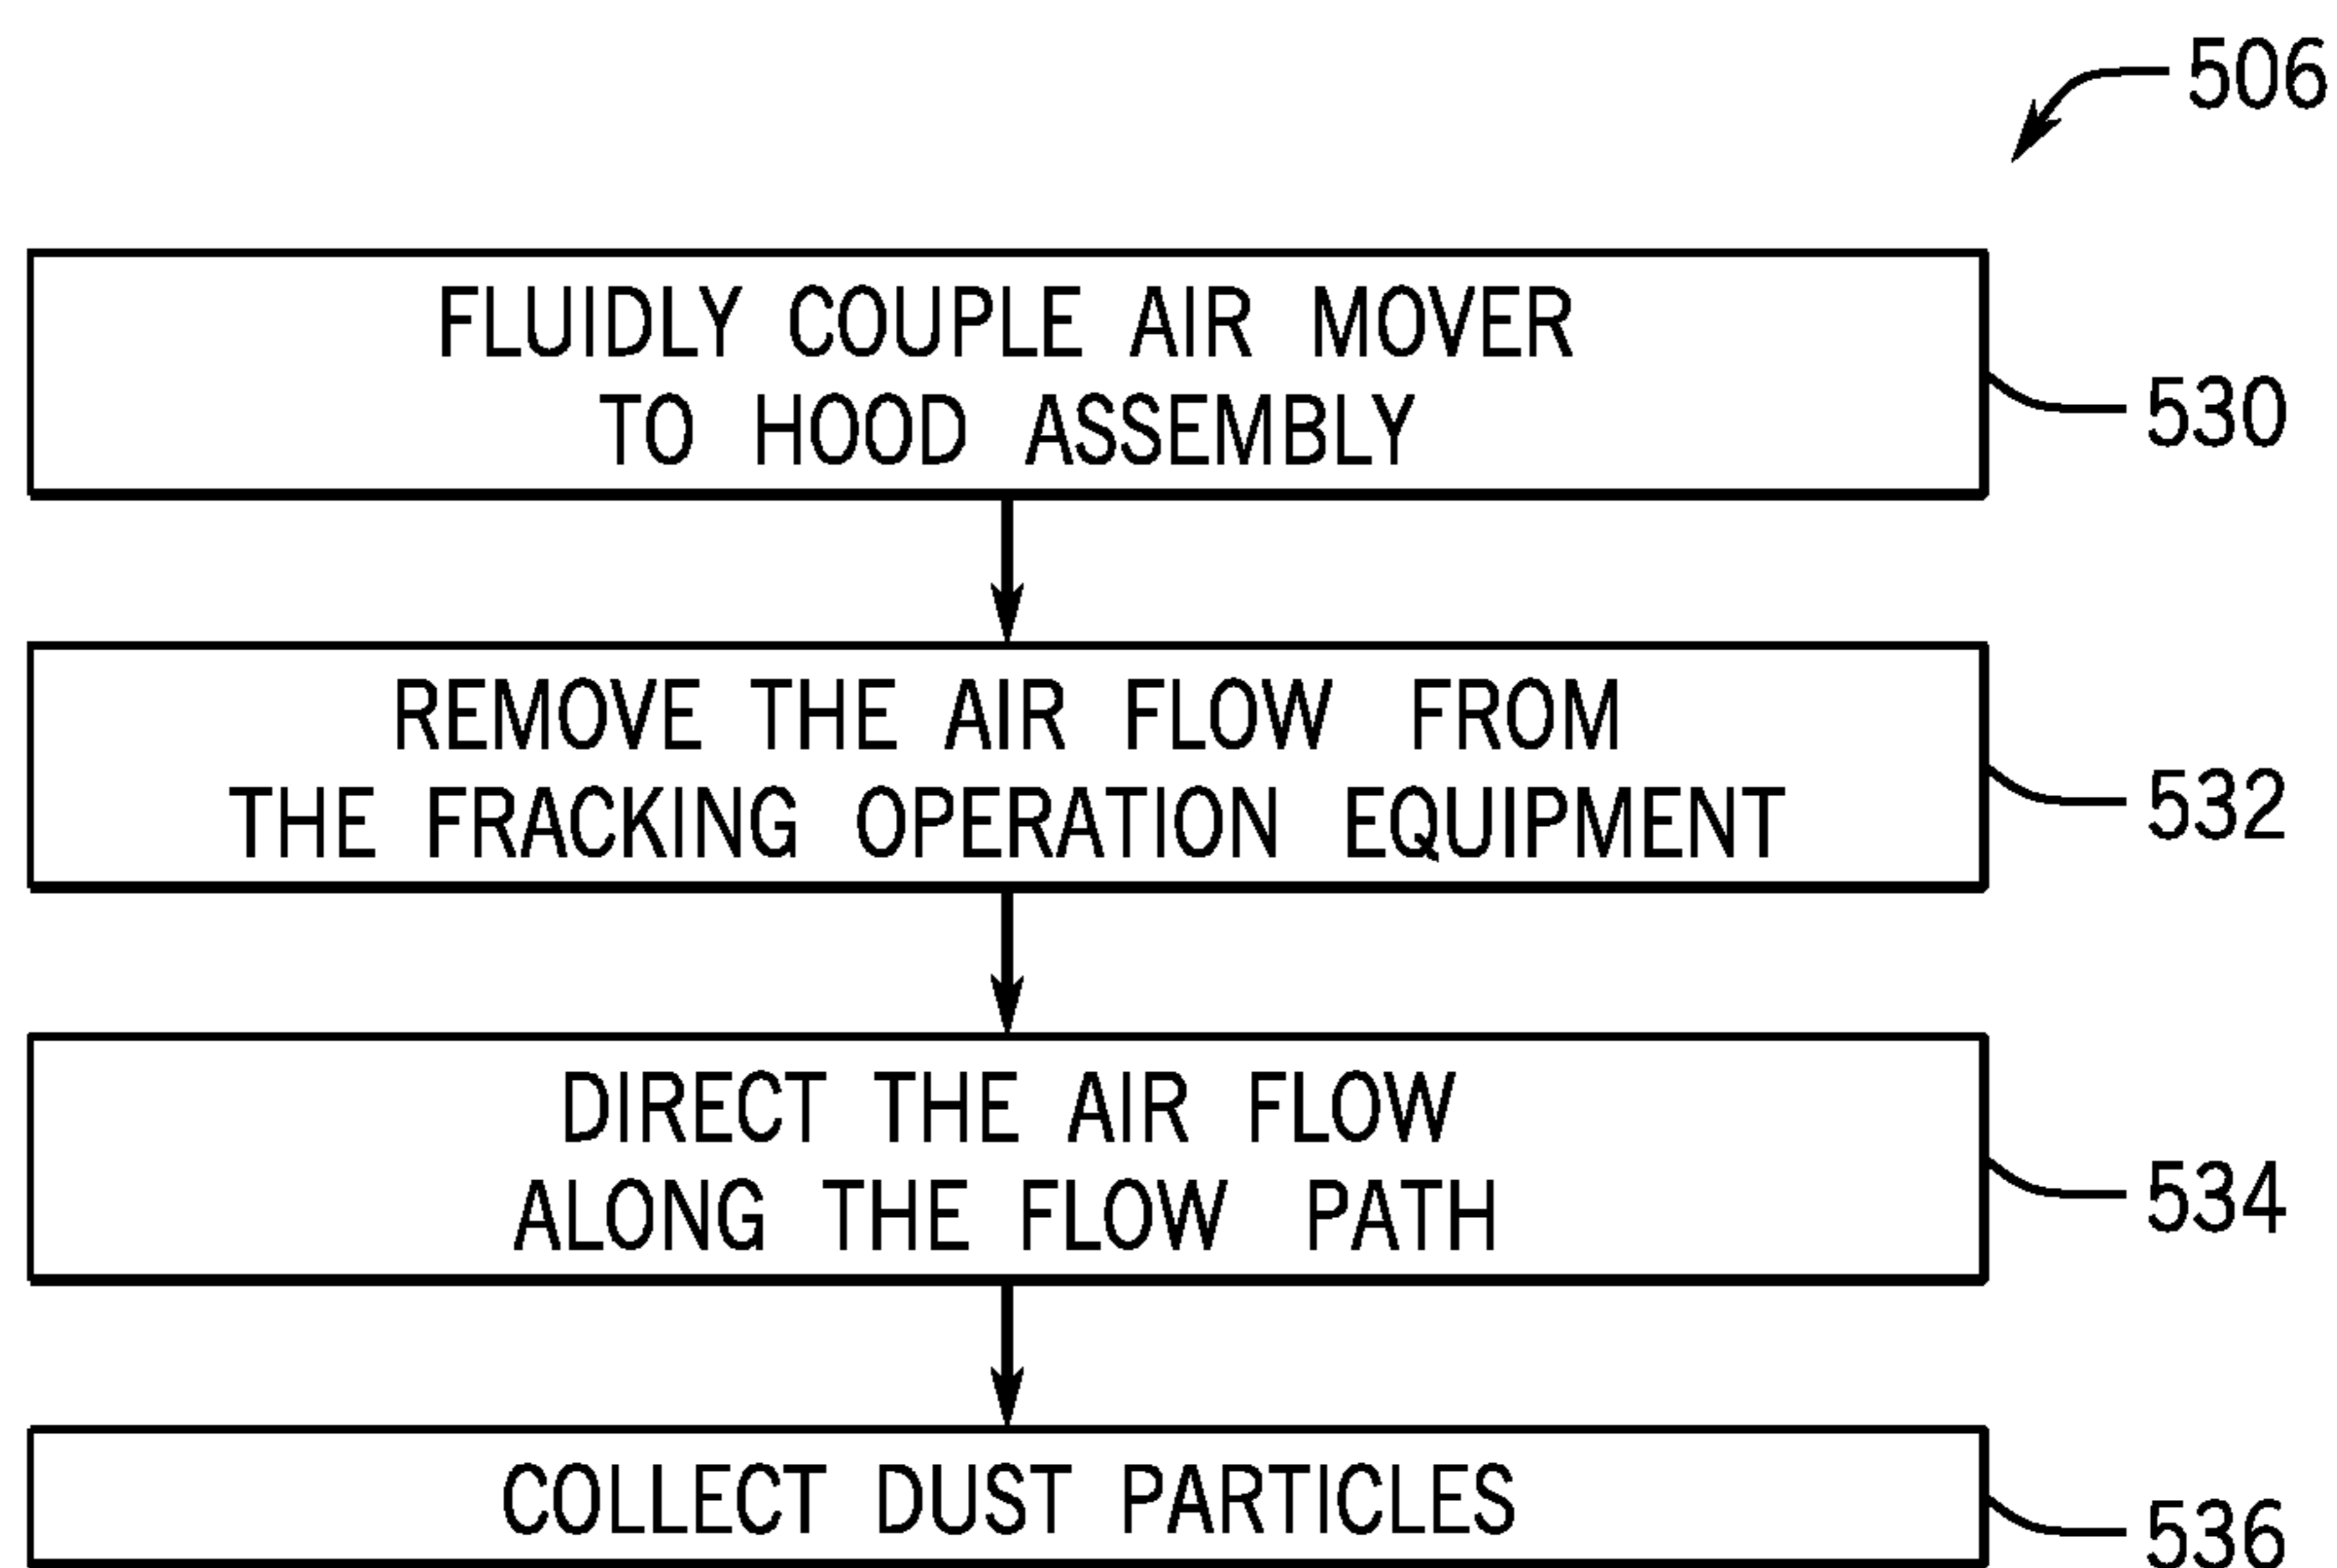 506
FLUIDLY COUPLE AIR MOVER
TO HOOD ASSEMBLY
530
REMOVE THE AIR FLOW FROM
THE FRACKING OPERATION EQUIPMENT
532
DIRECT THE AIR FLOW
ALONG THE FLOW PATH
534
COLLECT DUST PARTICLES
536